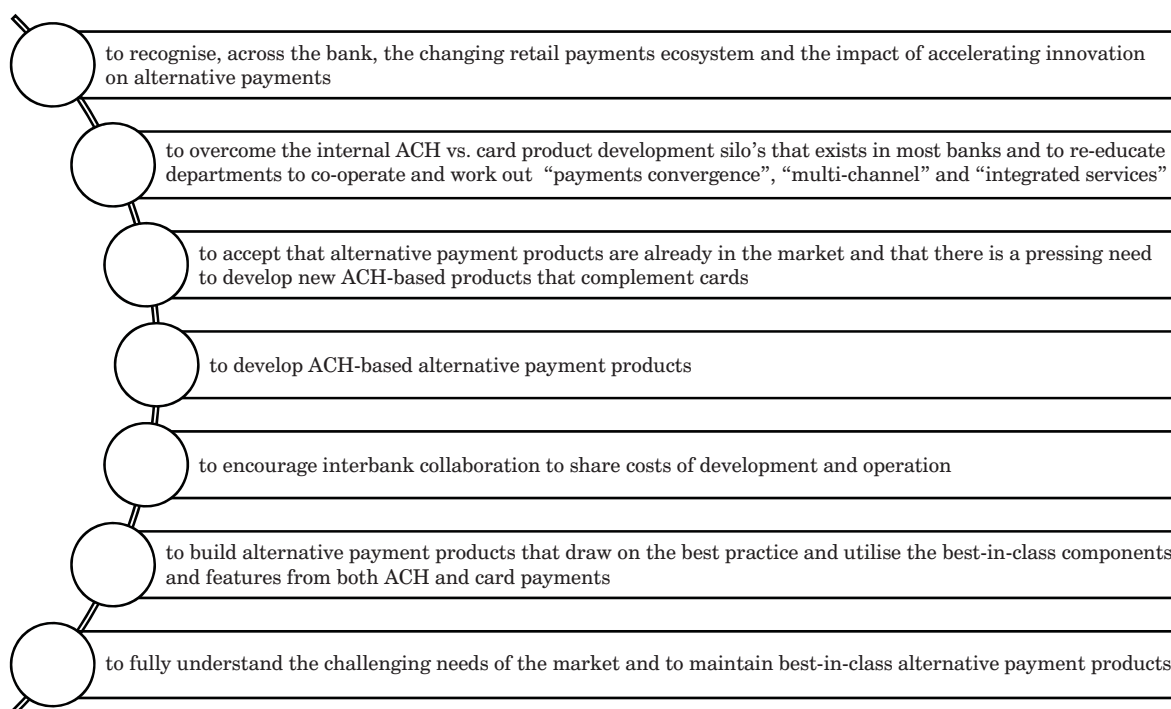 to recognise, across the bank, the changing retail payments ecosystem and the impact of accelerating innovation
on alternative payments
to overcome the internal ACH vs. card product development silo's that exists in most banks and to re-educate
departments to co-operate and work out “payments convergence”, “multi-channel” and “integrated services”
to accept that alternative payment products are already in the market and that there is a pressing need
to develop new ACH-based products that complement cards
to develop ACH-based alternative payment products
to encourage interbank collaboration to share costs of development and operation
to build alternative payment products that draw on the best practice and utilise the best-in-class components
and features from both ACH and card payments
to fully understand the challenging needs of the market and to maintain best-in-class alternative payment products